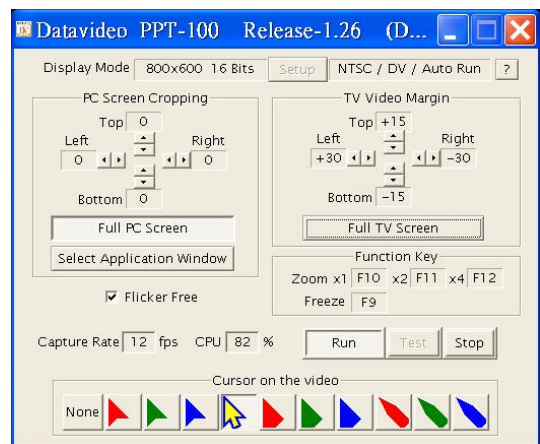 Datavideo PPT-100 Release-1.26 (D...
Display Mode 800x600 16 Bits Setup NTSC / DV / Auto Run ?
PC Screen Cropping
Top 0
Left Right
0 0
Bottom 0
Full PC Screen
Select Application Window
TV Video Margin
Top +15
Left Right
+30 -30
Bottom -15
Full TV Screen
Function Key
Zoom x1 F10 x2 F11 x4 F12
Freeze F9
Flicker Free
Capture Rate 12 fps CPU 82 % Run Test Stop
Cursor on the video
None